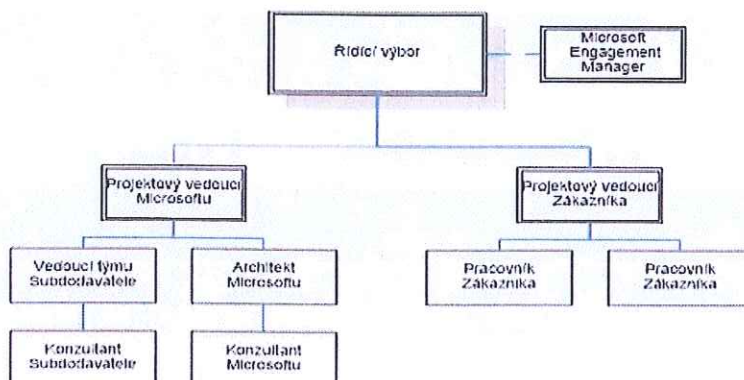 Řídící výbor
Microsoft
Engagement
Manager
Projektový vedoucí
Microsoftu
Projektový vedoucí
Zákazníka
Vedoucí týmu
Subdodavatele
Architekt
Microsoftu
Pracovník
Zákazníka
Pracovník
Zákazníka
Konzultant
Subdodavatele
Konzultant
Microsoftu